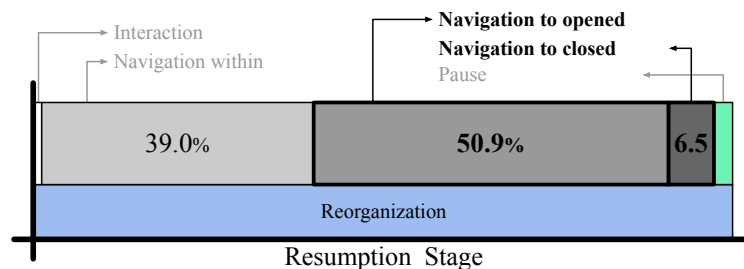 Interaction
Navigation to opened
Navigation within
Navigation to closed
Pause
39.0%
50.9%
6.5
Reorganization
Resumption Stage